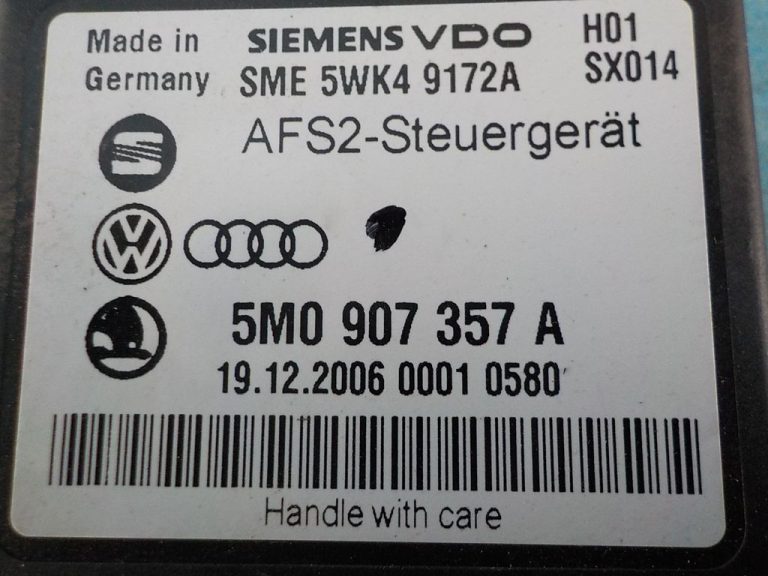 Made in SIEMENS VDO H01
Germany SME 5WK4 9172A SX014
AFS2-Steuergerät
5M0 907 357 A
19.12.2006 0001 0580
Handle with care